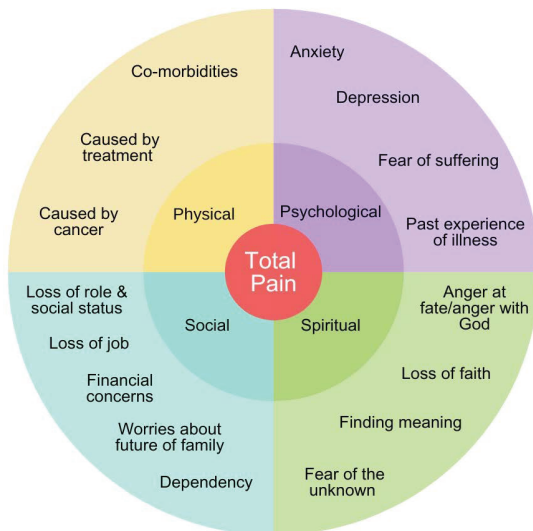 Co-morbidities
Caused by
treatment
Caused by
cancer
Physical
Anxiety
Depression
Fear of suffering
Past experience
of illness
Psychological
Total
Pain
Social
Loss of role &
social status
Loss of job
Financial
concerns
Worries about
future of family
Dependency
Spiritual
Anger at
fate/anger with
God
Loss of faith
Finding meaning
Fear of the
unknown